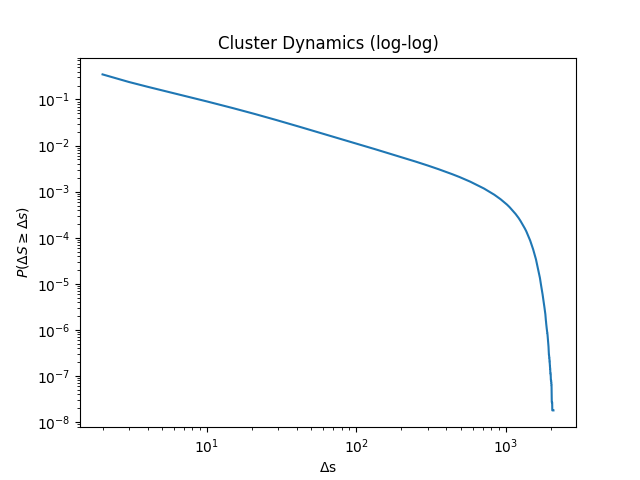 Cluster Dynamics (log-log)
P(ΔS ≥ Δs)
10⁻¹
10⁻²
10⁻³
10⁻⁴
10⁻⁵
10⁻⁶
10⁻⁷
10⁻⁸
10¹ 10² 10³
Δs